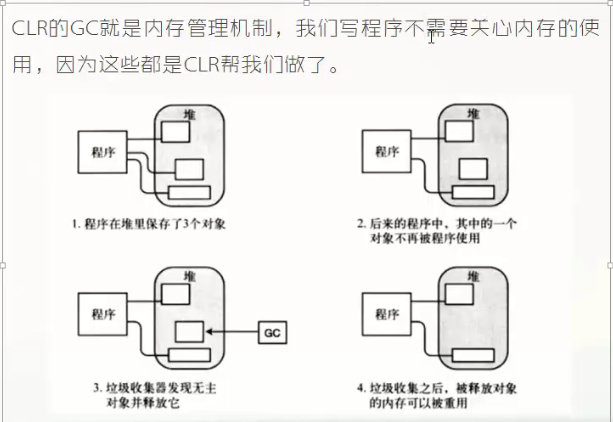 CLR的GC就是内存管理机制，我们写程序不需要关心内存的使
用，因为这些都是CLR帮我们做了。
堆
程序
1. 程序在堆里保存了3个对象
堆
程序
2. 后来的程序中，其中的一个
对象不再被程序使用
堆
程序
GC
3. 垃圾收集器发现无主
对象并释放它
堆
程序
4. 垃圾收集之后，被释放对象
的内存可以被重用